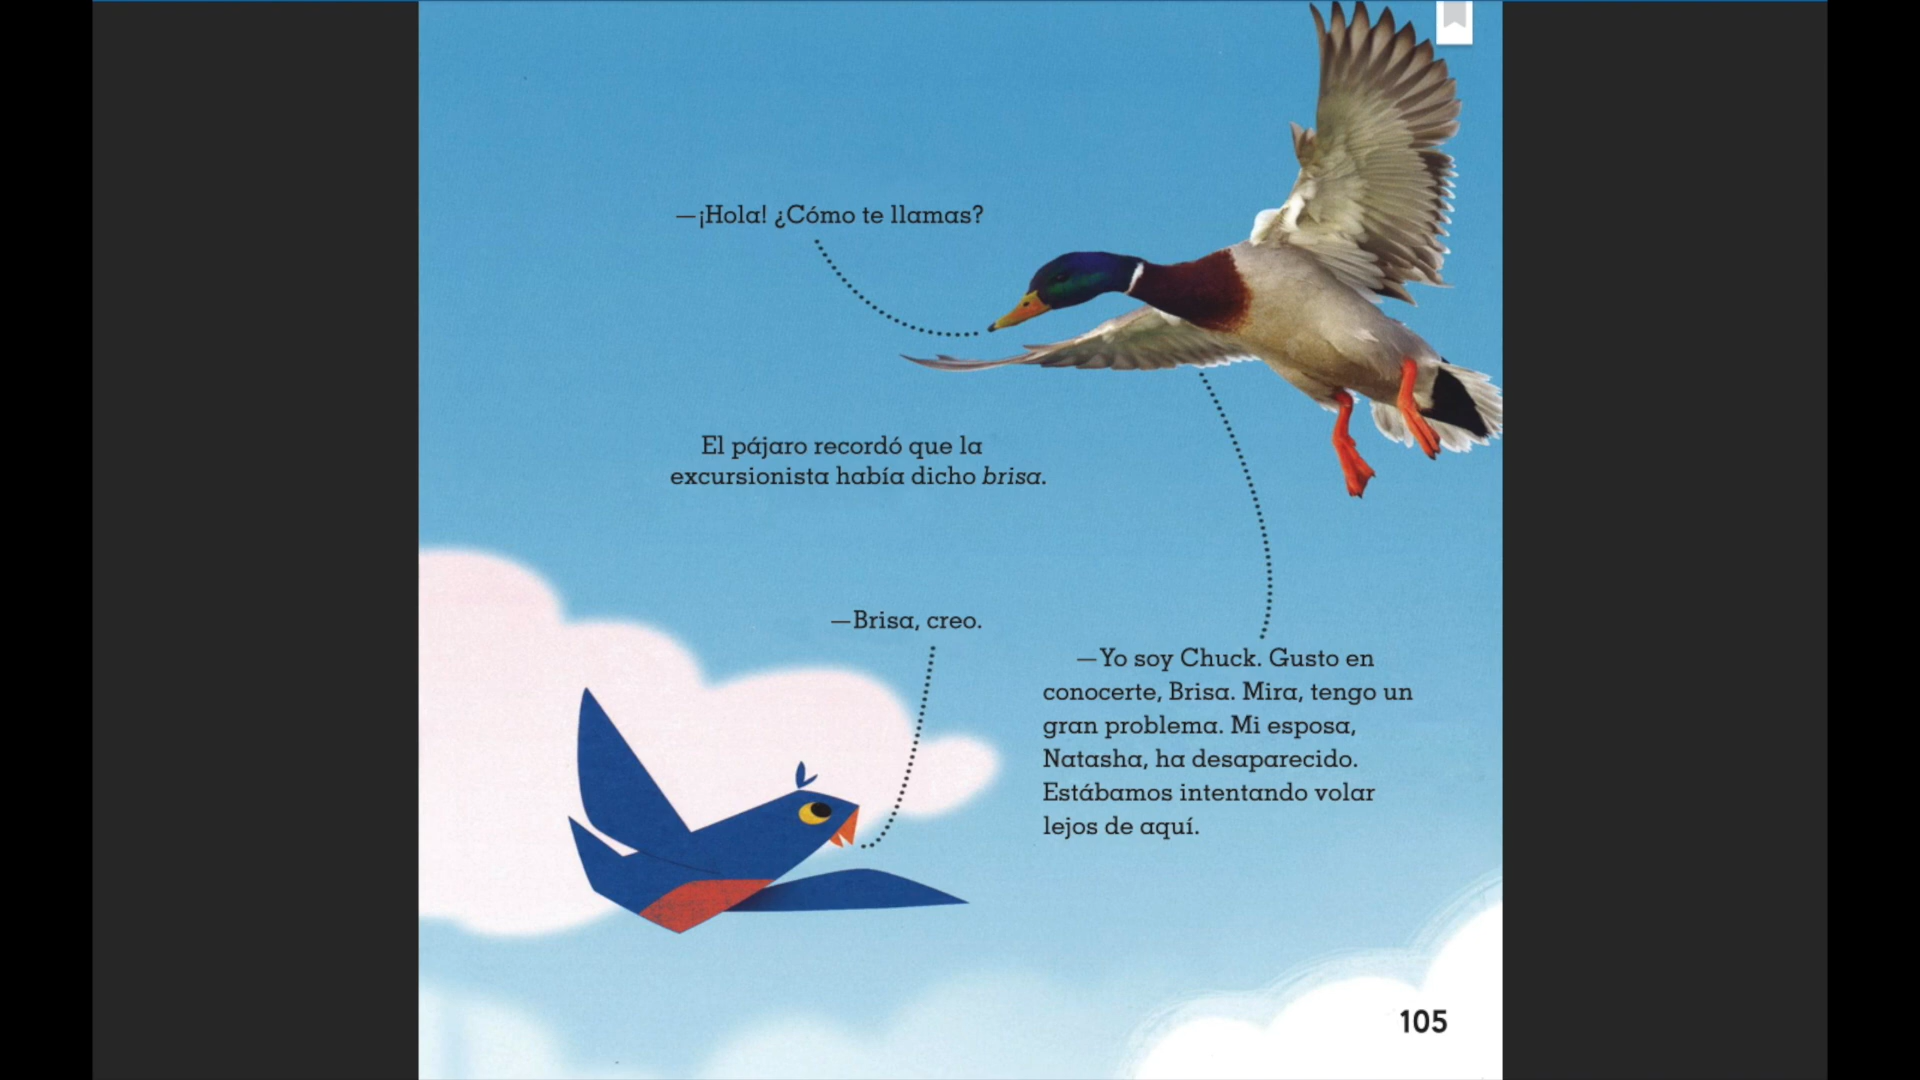 —¡Hola! ¿Cómo te llamas?
El pájaro recordó que la
excursionista había dicho brisa.
—Brisa, creo.
—Yo soy Chuck. Gusto en
conocerte, Brisa. Mira, tengo un
gran problema. Mi esposa,
Natasha, ha desaparecido.
Estábamos intentando volar
lejos de aquí.
105